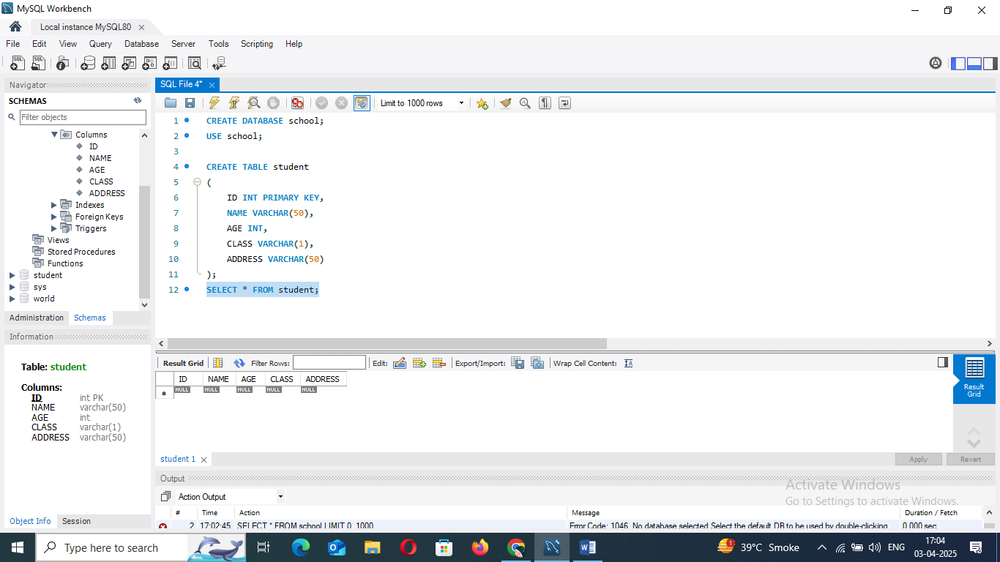 MySQL Workbench
Local instance MySQL80
File Edit View Query Database Server Tools Scripting Help
Navigator
SCHEMAS
Filter objects
Columns
ID
NAME
AGE
CLASS
ADDRESS
Indexes
Foreign Keys
Triggers
Views
Stored Procedures
Functions
student
sys
world
Administration Schemas
Information
Table: student
Columns:
ID int PK
NAME varchar(50)
AGE int
CLASS varchar(1)
ADDRESS varchar(50)
Object Info Session
SQL File 4*
Limit to 1000 rows
1 CREATE DATABASE school;
2 USE school;
3
4 CREATE TABLE student
5 (
6 ID INT PRIMARY KEY,
7 NAME VARCHAR(50),
8 AGE INT,
9 CLASS VARCHAR(1),
10 ADDRESS VARCHAR(50)
11 );
12 SELECT * FROM student;
Result Grid Filter Rows: Edit: Export/Import: Wrap Cell Content:
ID NAME AGE CLASS ADDRESS
NULL NULL NULL NULL NULL
Result
Grid
student 1
Apply Revert
Output
Activate Windows
Go to Settings to activate Windows.
Action Output
# Time Action Message Duration / Fetch
2 17:02:45 SELECT * FROM school LIMIT 0, 1000 Error Code: 1046. No database selected Select the default DB to be used by double-clicking 0.000 sec
Type here to search
39°C Smoke
ENG
17:04
03-04-2025